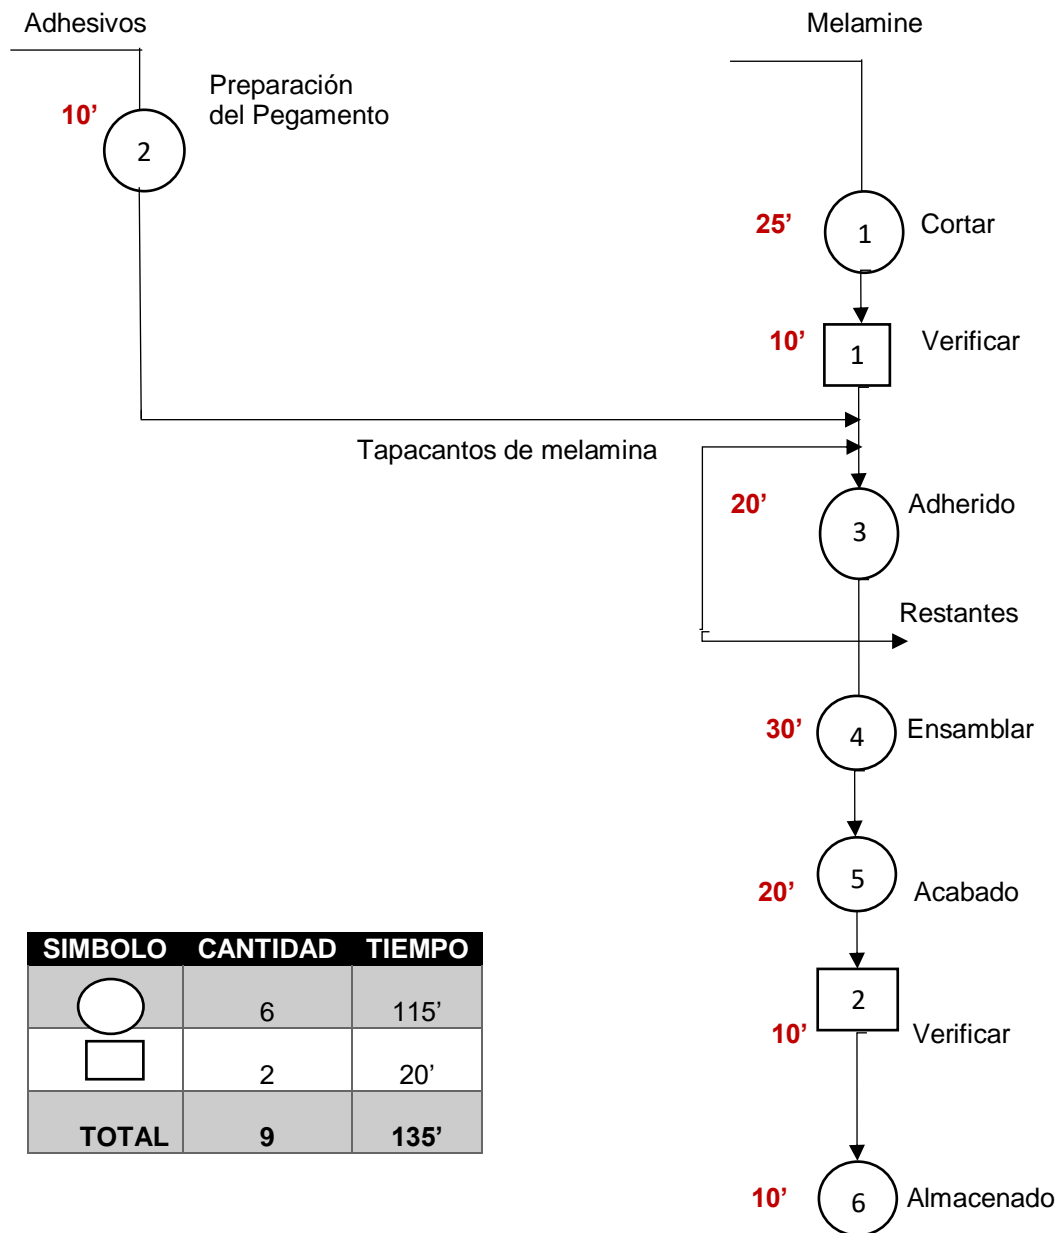 Adhesivos
Melamine
Preparación
del Pegamento
10’
2
25’
1
Cortar
10’
1
Verificar
Tapacantos de melamina
20’
Adherido
3
Restantes
30’
4
Ensamblar
20’
5
Acabado
2
10’
Verificar
10’
6
Almacenado
SIMBOLO CANTIDAD TIEMPO
6 115’
2 20’
TOTAL 9 135’